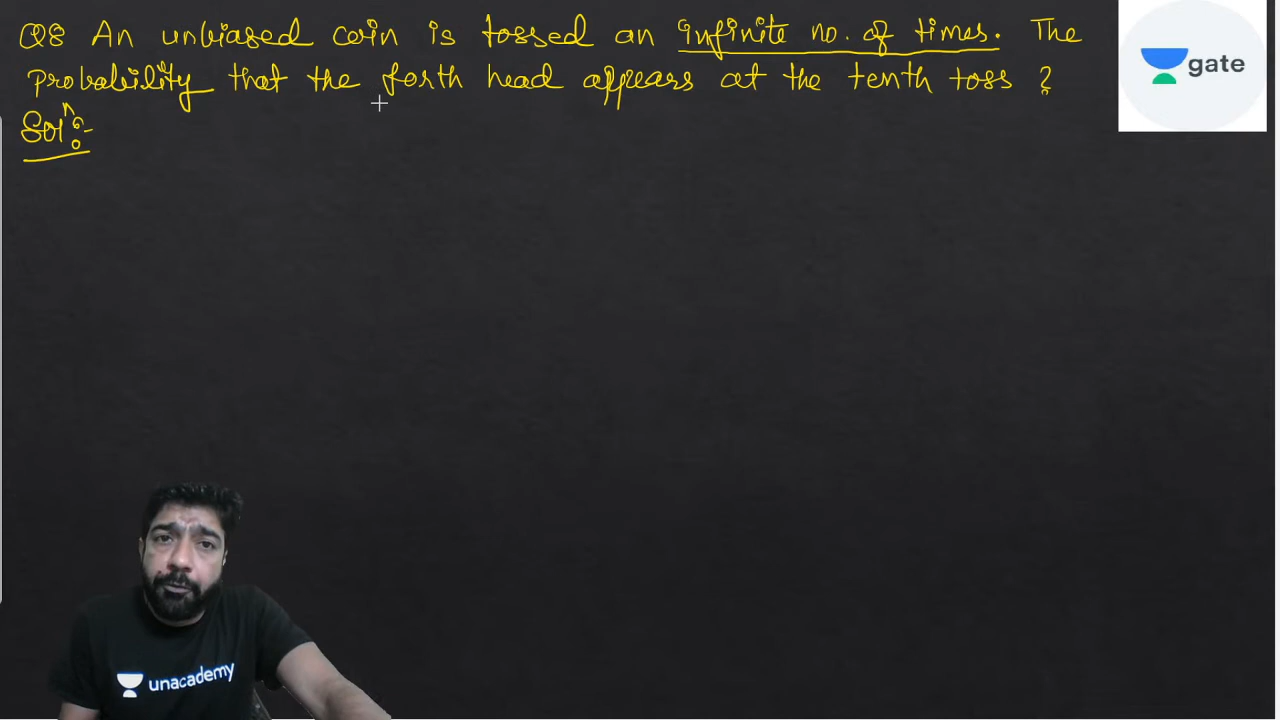 Q8 An unbiased coin is tossed an infinite no. of times. The
probability that the forth head appears at the tenth toss ?
Solⁿ:-
gate
unacademy